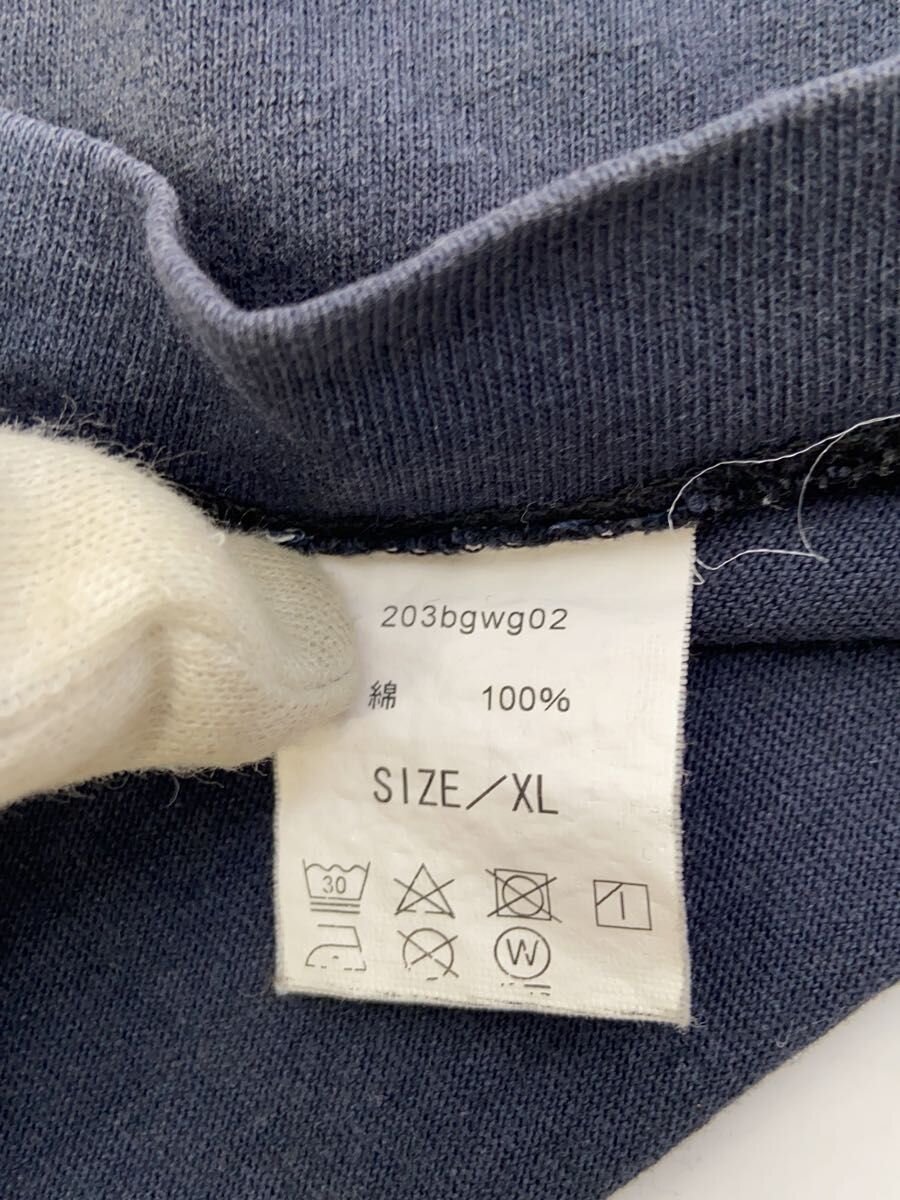 203bgwg02
綿 100%
SIZE/XL
30
W